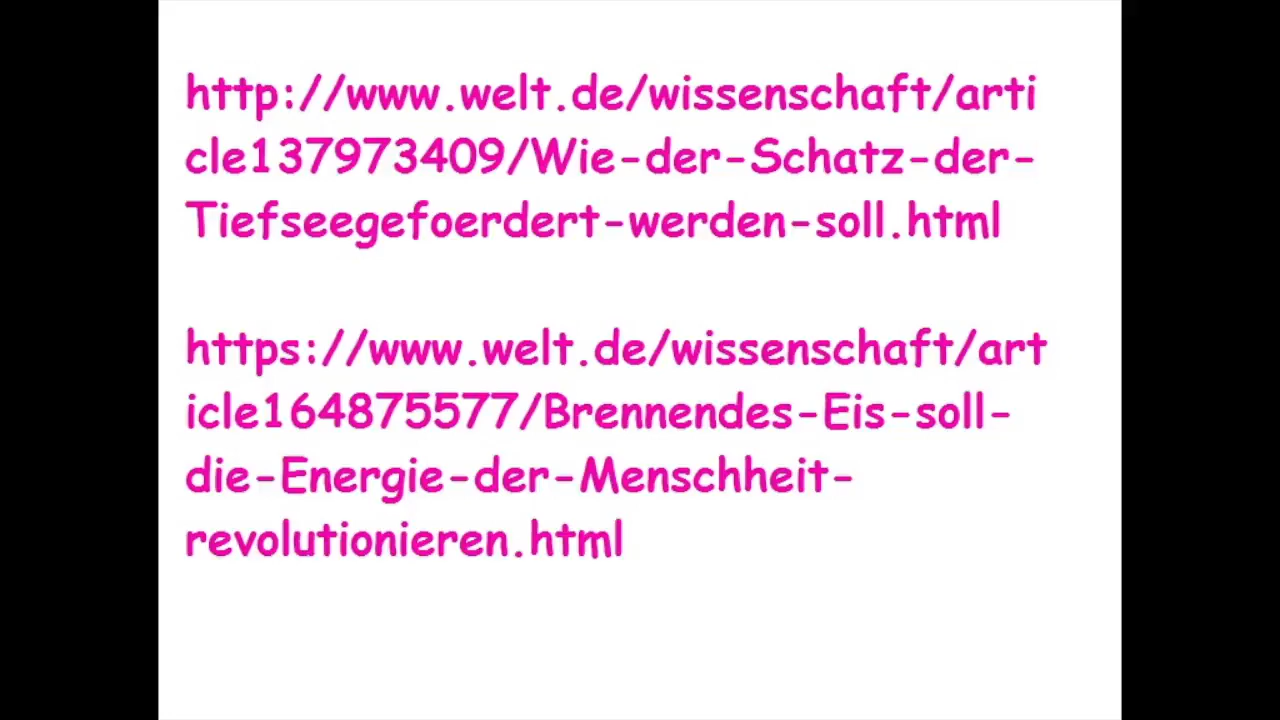 http://www.welt.de/wissenschaft/arti
cle137973409/Wie-der-Schatz-der-
Tiefseegefoerdert-werden-soll.html
https://www.welt.de/wissenschaft/art
icle164875577/Brennendes-Eis-soll-
die-Energie-der-Menschheit-
revolutionieren.html